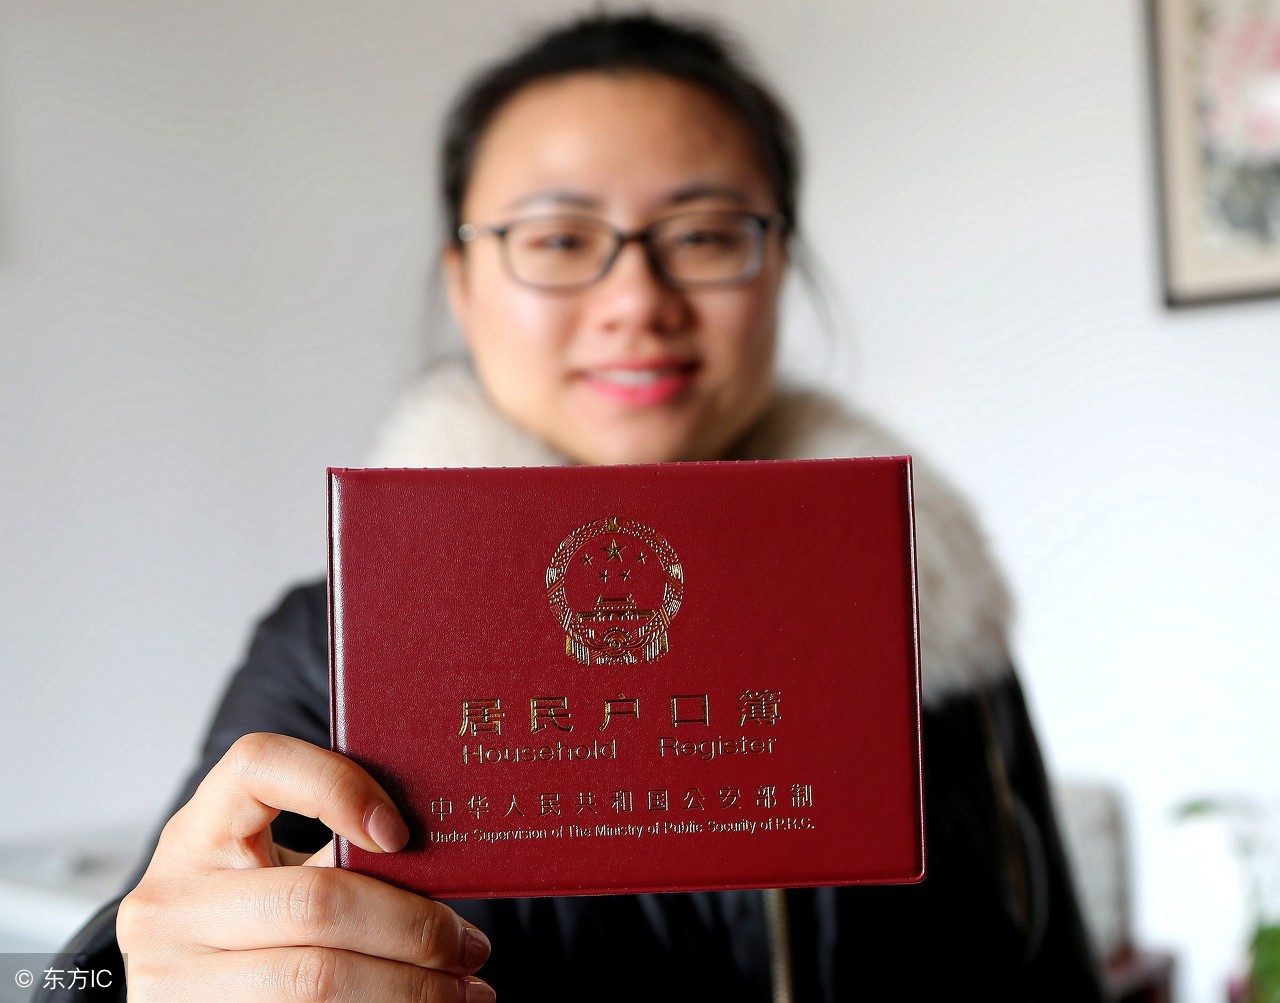 居民户口簿
Household Register
中华人民共和国公安部制
Under Supervision of The Ministry of Public Security of P.R.C.
© 东方IC